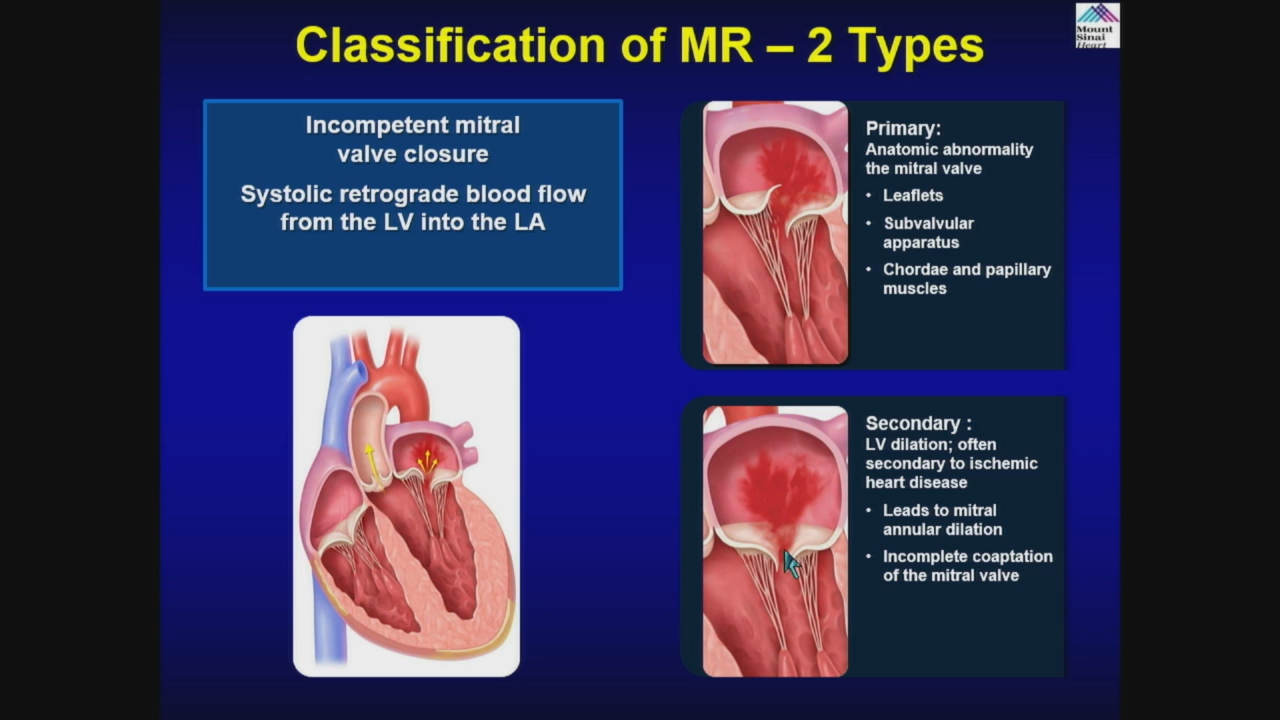 Classification of MR – 2 Types
Mount
Sinai
Heart
Incompetent mitral
valve closure
Systolic retrograde blood flow
from the LV into the LA
Primary:
Anatomic abnormality
the mitral valve
• Leaflets
• Subvalvular
apparatus
• Chordae and papillary
muscles
Secondary :
LV dilation; often
secondary to ischemic
heart disease
• Leads to mitral
annular dilation
• Incomplete coaptation
of the mitral valve